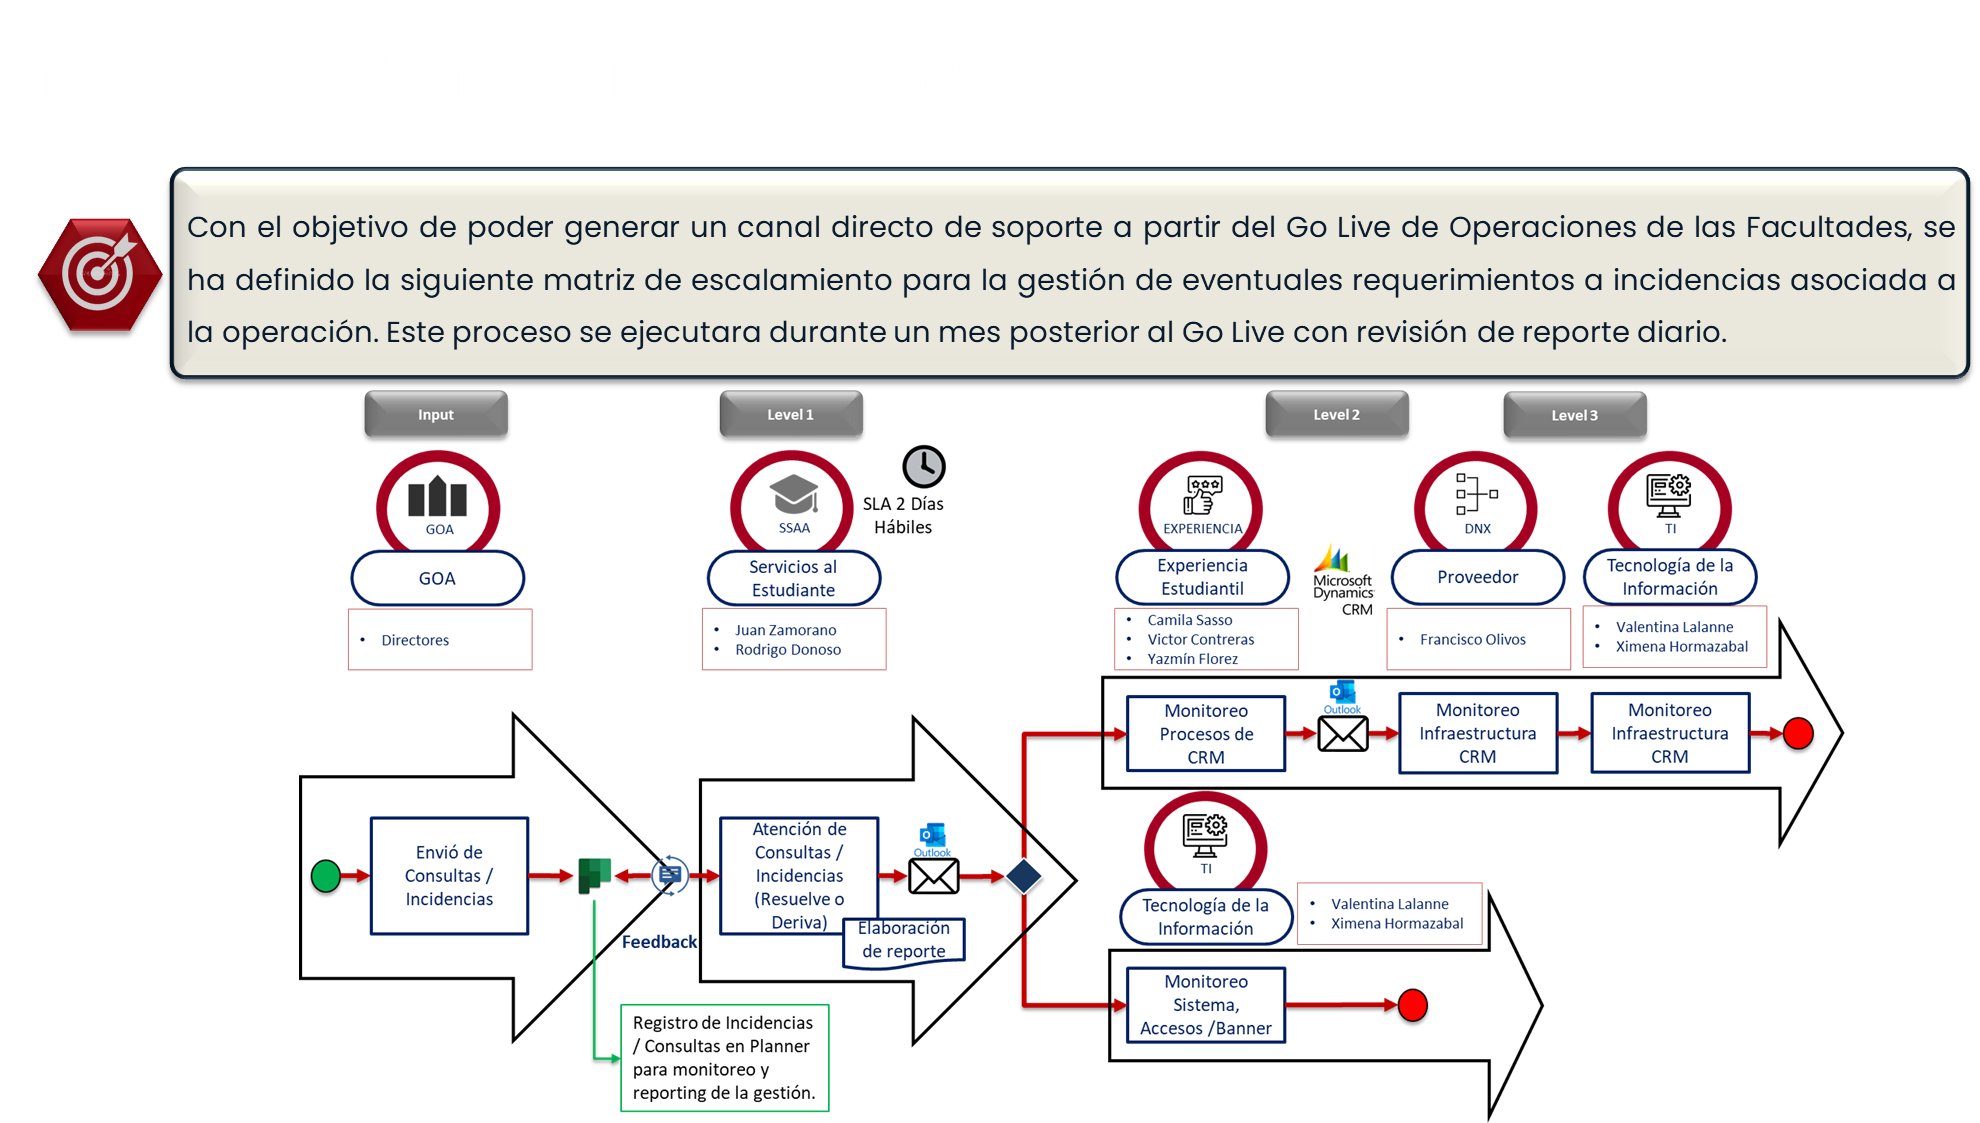 Con el objetivo de poder generar un canal directo de soporte a partir del Go Live de Operaciones de las Facultades, se
ha definido la siguiente matriz de escalamiento para la gestión de eventuales requerimientos a incidencias asociada a
la operación. Este proceso se ejecutara durante un mes posterior al Go Live con revisión de reporte diario.
Input
Level 1
Level 2
Level 3
GOA
GOA
• Directores
SSAA
Servicios al
Estudiante
• Juan Zamorano
• Rodrigo Donoso
SLA 2 Días
Hábiles
EXPERIENCIA
Experiencia
Estudiantil
• Camila Sasso
• Victor Contreras
• Yazmín Florez
Microsoft
Dynamics
CRM
DNX
Proveedor
• Francisco Olivos
TI
Tecnología de la
Información
• Valentina Lalanne
• Ximena Hormazabal
Monitoreo
Procesos de
CRM
Outlook
Monitoreo
Infraestructura
CRM
Monitoreo
Infraestructura
CRM
Envió de
Consultas /
Incidencias
Feedback
Atención de
Consultas /
Incidencias
(Resuelve o
Deriva)
Outlook
Elaboración
de reporte
Registro de Incidencias
/ Consultas en Planner
para monitoreo y
reporting de la gestión.
TI
Tecnología de la
Información
• Valentina Lalanne
• Ximena Hormazabal
Monitoreo
Sistema,
Accesos /Banner